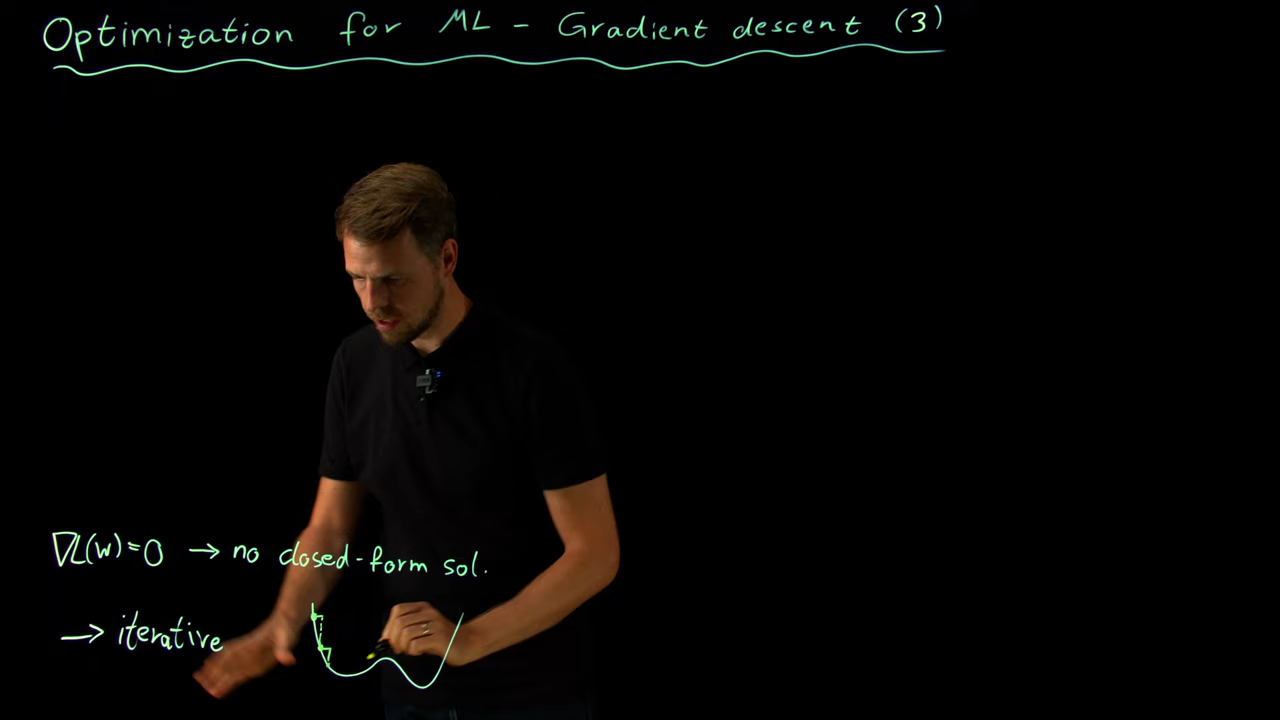 Optimization for ML - Gradient descent (3)
∇L(w)=0 → no closed-form sol.
→ iterative